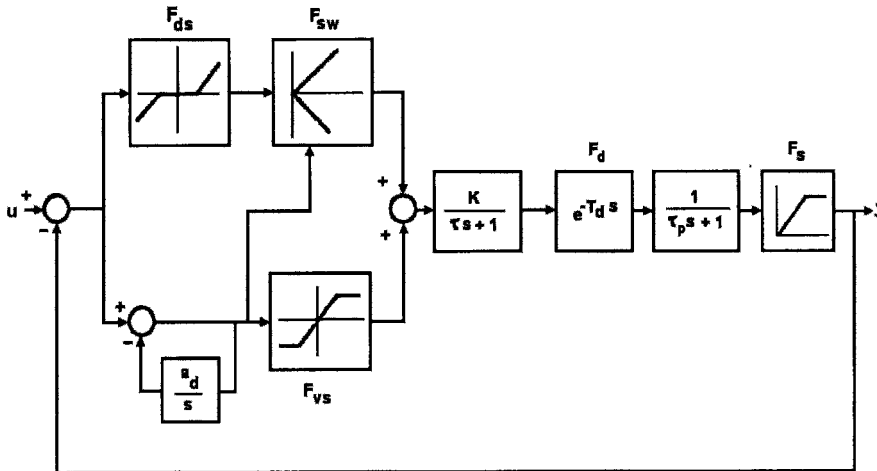 F_ds
F_sw
F_d
F_s
u
+
−
+
+
K
τs + 1
e^-T_d s
1
τ_p s + 1
+
−
a_d
s
F_vs